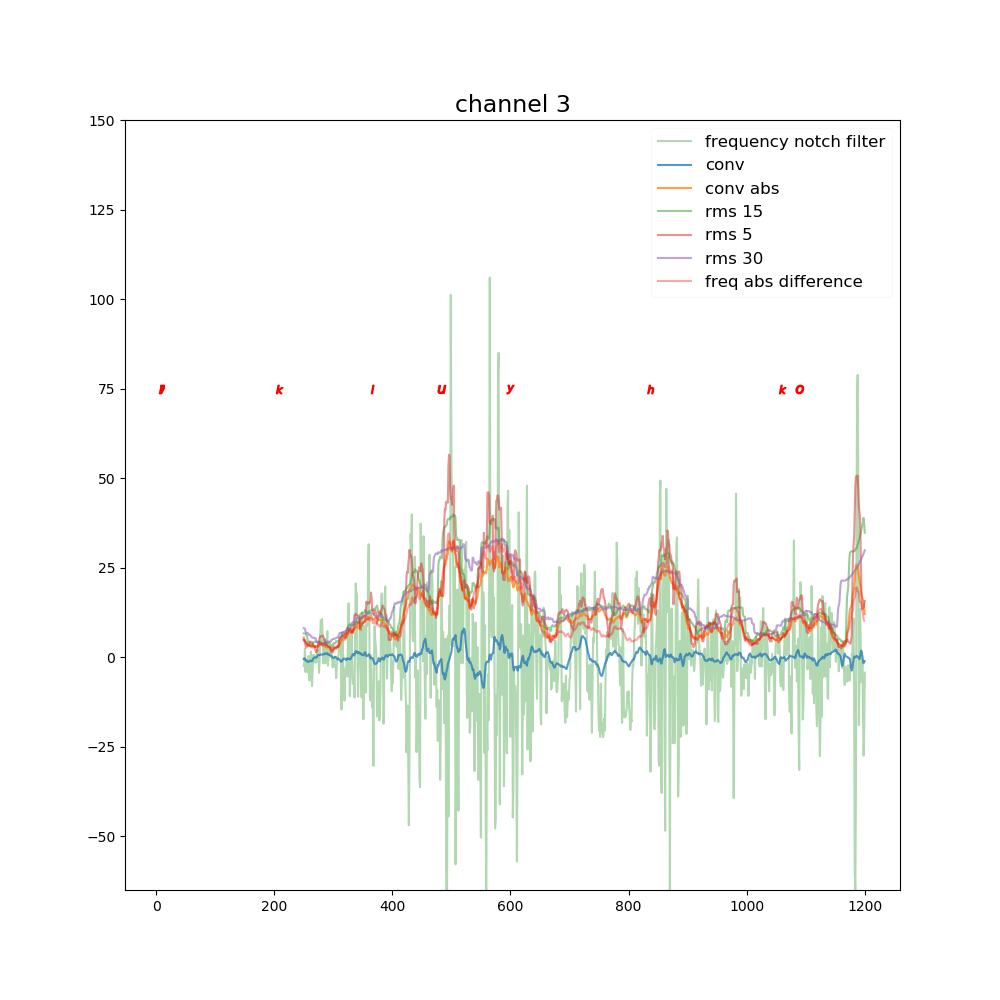 channel 3
150
125
100
75
50
25
0
−25
−50
frequency notch filter
conv
conv abs
rms 15
rms 5
rms 30
freq abs difference
k l u y h k o
0 200 400 600 800 1000 1200